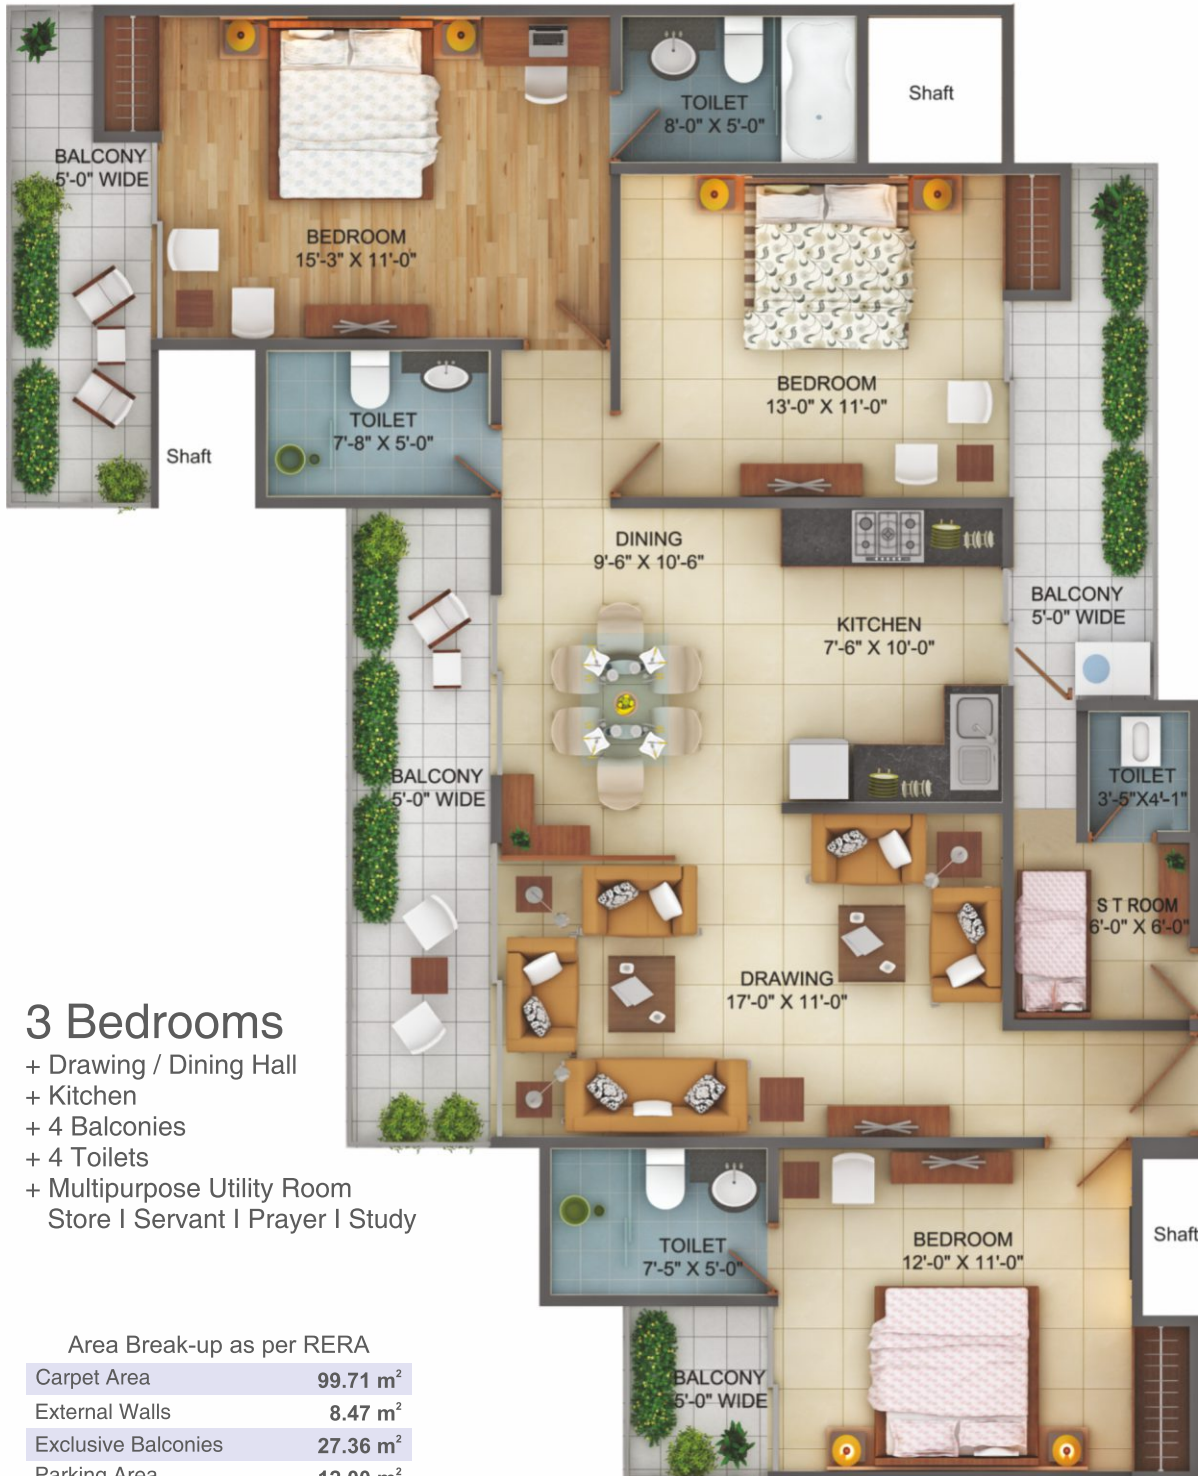 TOILET
8'-0" X 5'-0"
Shaft
BALCONY
5'-0" WIDE
BEDROOM
15'-3" X 11'-0"
BEDROOM
13'-0" X 11'-0"
TOILET
7'-8" X 5'-0"
Shaft
DINING
9'-6" X 10'-6"
KITCHEN
7'-6" X 10'-0"
BALCONY
5'-0" WIDE
BALCONY
5'-0" WIDE
TOILET
3'-5"X4'-1"
S T ROOM
6'-0" X 6'-0"
DRAWING
17'-0" X 11'-0"
3 Bedrooms
+ Drawing / Dining Hall
+ Kitchen
+ 4 Balconies
+ 4 Toilets
+ Multipurpose Utility Room
Store I Servant I Prayer I Study
TOILET
7'-5" X 5'-0"
BEDROOM
12'-0" X 11'-0"
Shaft
BALCONY
5'-0" WIDE
Area Break-up as per RERA
Carpet Area 99.71 m²
External Walls 8.47 m²
Exclusive Balconies 27.36 m²
Parking Area 12.00 m²